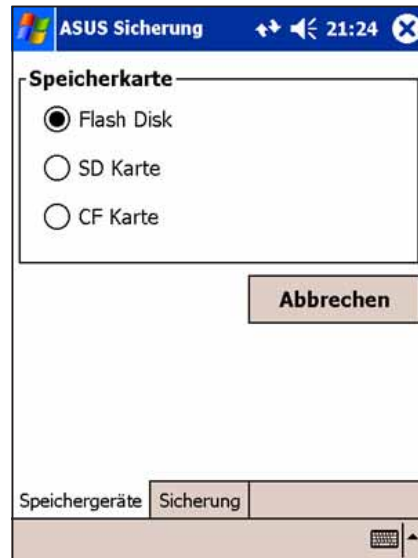 ASUS Sicherung 21:24
Speicherkarte
Flash Disk
SD Karte
CF Karte
Abbrechen
Speichergeräte Sicherung